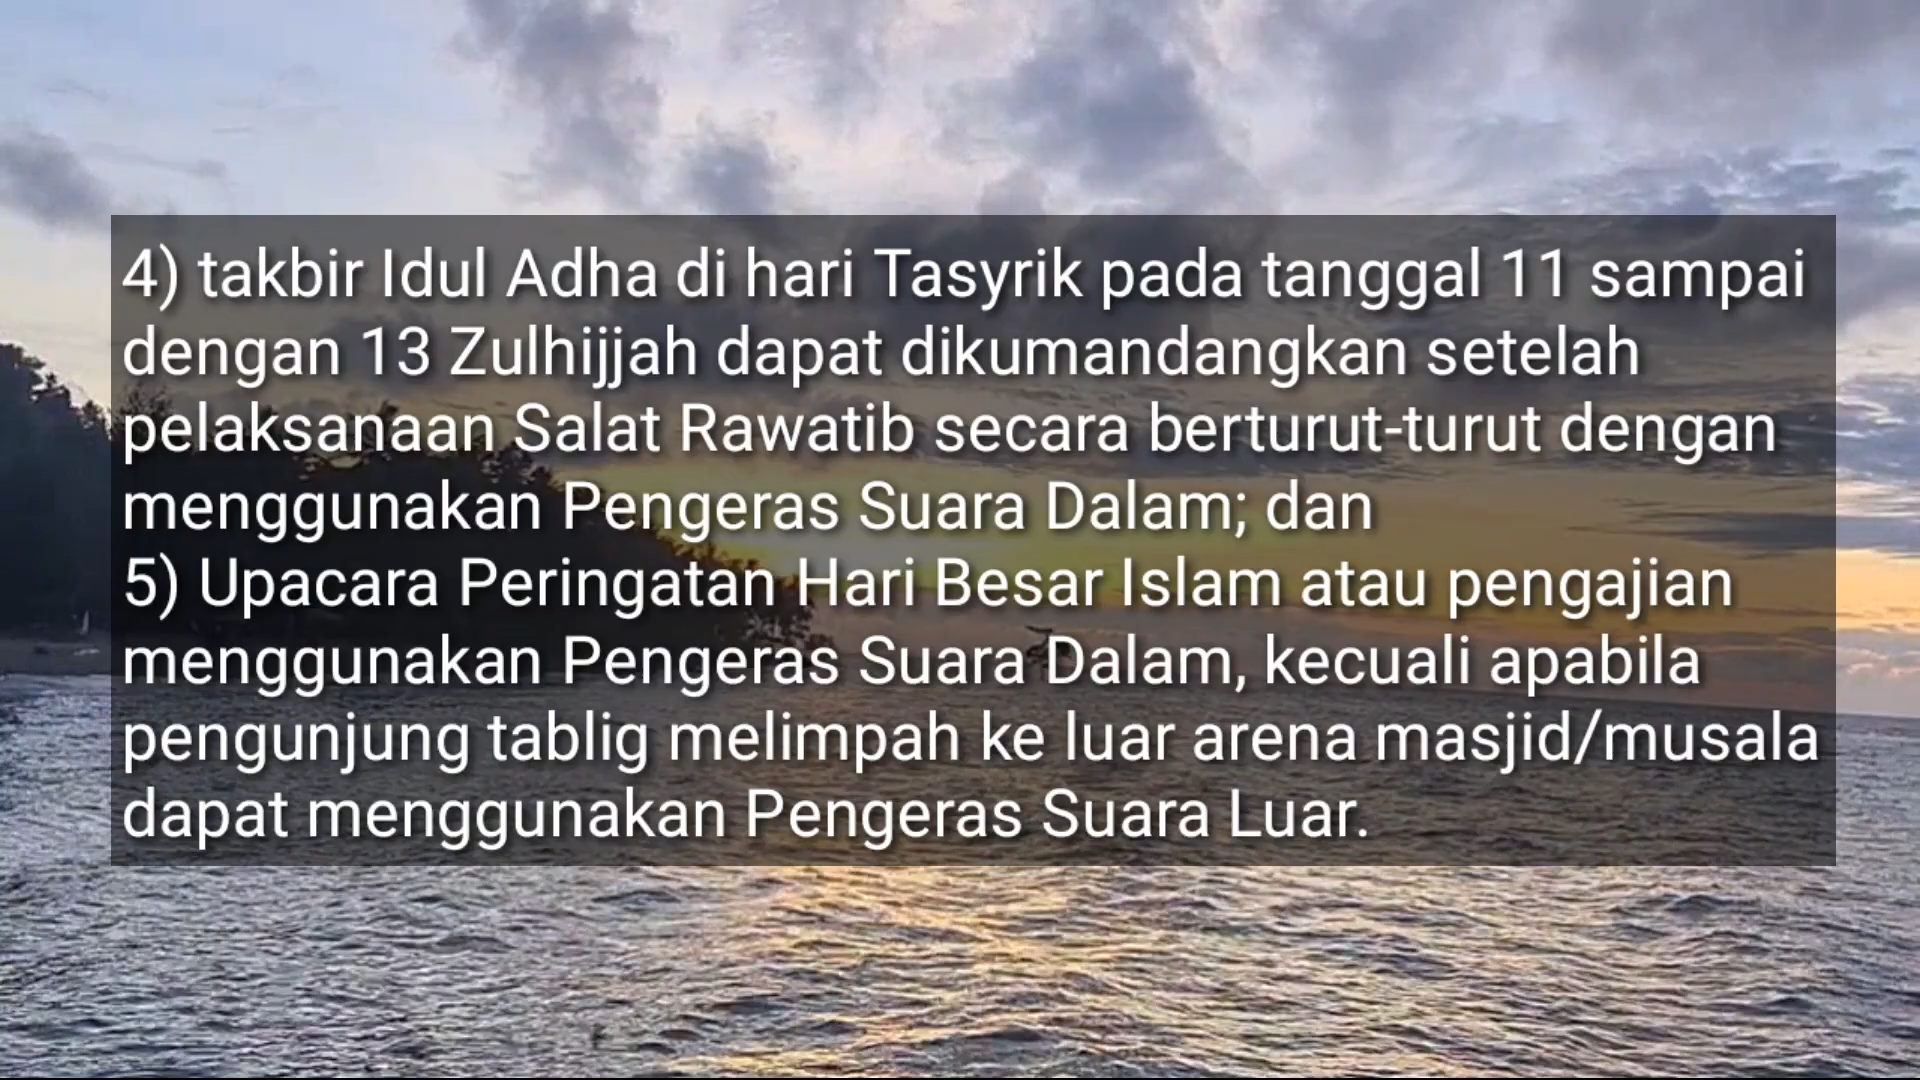 4) takbir Idul Adha di hari Tasyrik pada tanggal 11 sampai
dengan 13 Zulhijjah dapat dikumandangkan setelah
pelaksanaan Salat Rawatib secara berturut-turut dengan
menggunakan Pengeras Suara Dalam; dan
5) Upacara Peringatan Hari Besar Islam atau pengajian
menggunakan Pengeras Suara Dalam, kecuali apabila
pengunjung tablig melimpah ke luar arena masjid/musala
dapat menggunakan Pengeras Suara Luar.